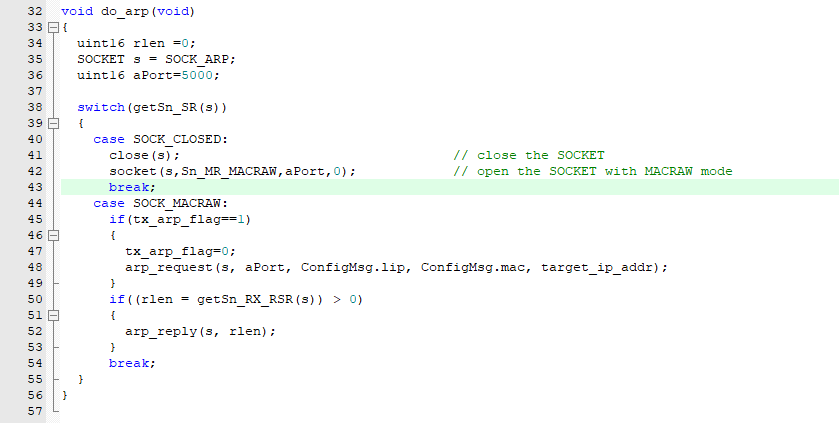 32 void do_arp(void)
33 {
34 uint16 rlen =0;
35 SOCKET s = SOCK_ARP;
36 uint16 aPort=5000;
37
38 switch(getSn_SR(s))
39 {
40 case SOCK_CLOSED:
41 close(s); // close the SOCKET
42 socket(s,Sn_MR_MACRAW,aPort,0); // open the SOCKET with MACRAW mode
43 break;
44 case SOCK_MACRAW:
45 if(tx_arp_flag==1)
46 {
47 tx_arp_flag=0;
48 arp_request(s, aPort, ConfigMsg.lip, ConfigMsg.mac, target_ip_addr);
49 }
50 if((rlen = getSn_RX_RSR(s)) > 0)
51 {
52 arp_reply(s, rlen);
53 }
54 break;
55 }
56 }
57